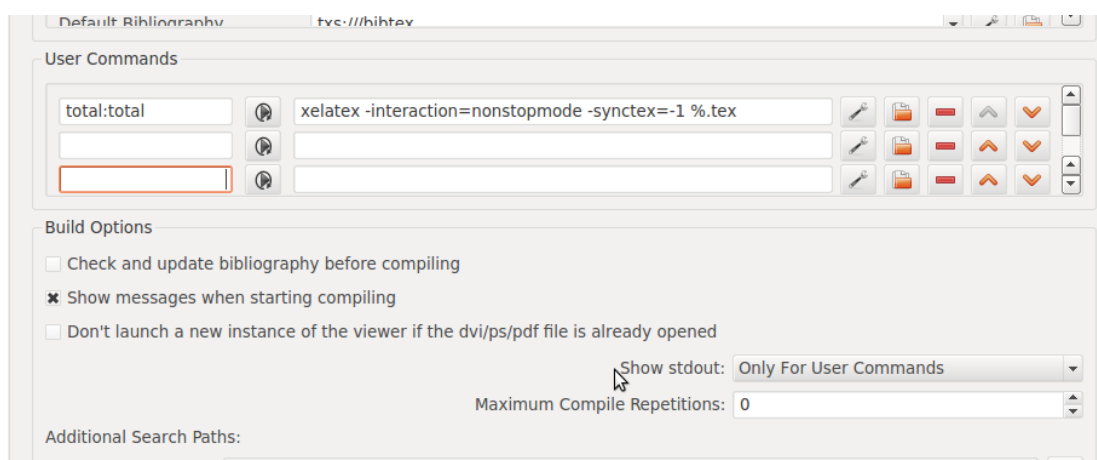 Default Bibliography txs:///bibtex
User Commands
total:total xelatex -interaction=nonstopmode -synctex=-1 %.tex
Build Options
Check and update bibliography before compiling
Show messages when starting compiling
Don't launch a new instance of the viewer if the dvi/ps/pdf file is already opened
Show stdout: Only For User Commands
Maximum Compile Repetitions: 0
Additional Search Paths: